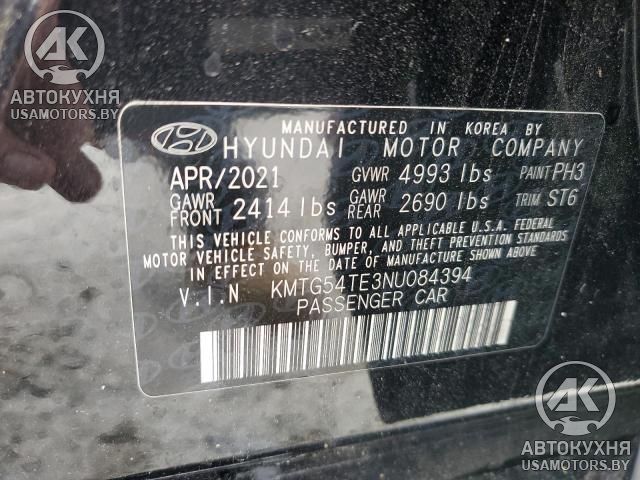 АК
АВТОКУХНЯ
USAMOTORS.BY
MANUFACTURED IN KOREA BY
HYUNDAI MOTOR COMPANY
APR/2021 GVWR 4993 lbs PAINT PH3
GAWR FRONT 2414 lbs GAWR REAR 2690 lbs TRIM ST6
THIS VEHICLE CONFORMS TO ALL APPLICABLE U.S.A. FEDERAL
MOTOR VEHICLE SAFETY, BUMPER, AND THEFT PREVENTION STANDARDS
IN EFFECT ON THE DATE OF MANUFACTURE SHOWN ABOVE.
V.I.N KMTG54TE3NU084394
PASSENGER CAR
АК
АВТОКУХНЯ
USAMOTORS.BY